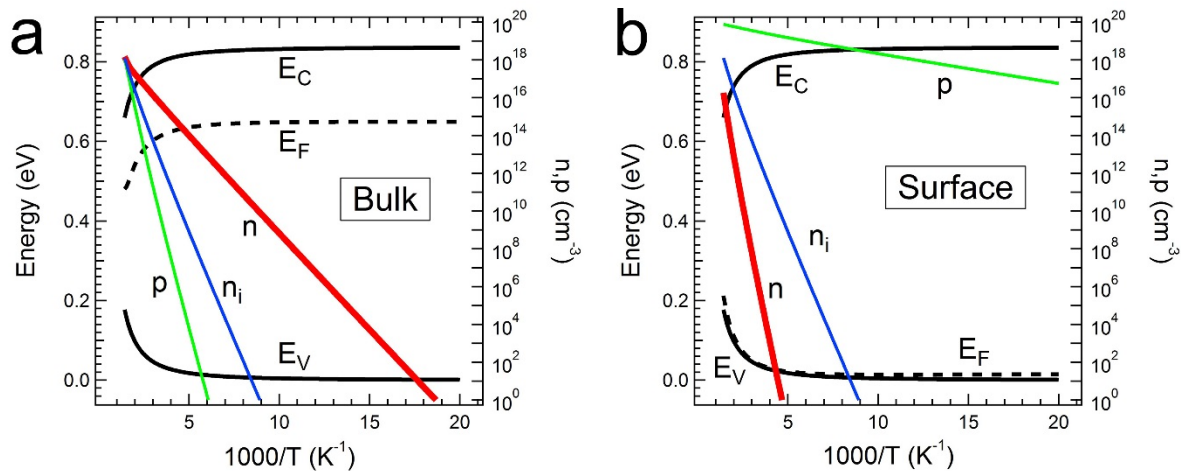 a
Energy (eV)
0.8
0.6
0.4
0.2
0.0
E_C
E_F
Bulk
n
p
n_i
E_V
5
10
15
20
1000/T (K^-1)
10^20
10^18
10^16
10^14
10^12
10^10
10^8
10^6
10^4
10^2
10^0
n,p (cm^-3)
b
Energy (eV)
0.8
0.6
0.4
0.2
0.0
E_C
p
Surface
n_i
n
E_V
E_F
5
10
15
20
1000/T (K^-1)
10^20
10^18
10^16
10^14
10^12
10^10
10^8
10^6
10^4
10^2
10^0
n,p (cm^-3)